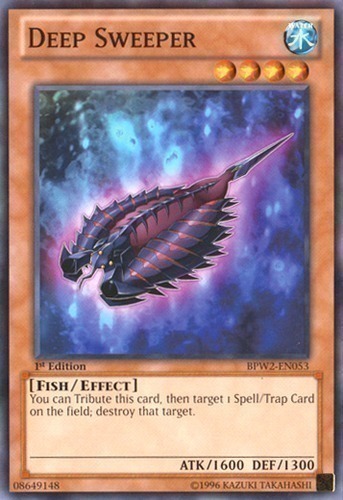 DEEP SWEEPER
WATER
水
1st Edition
BPW2-EN053
[FISH/EFFECT]
You can Tribute this card, then target 1 Spell/Trap Card
on the field; destroy that target.
ATK/1600 DEF/1300
08649148
©1996 KAZUKI TAKAHASHI